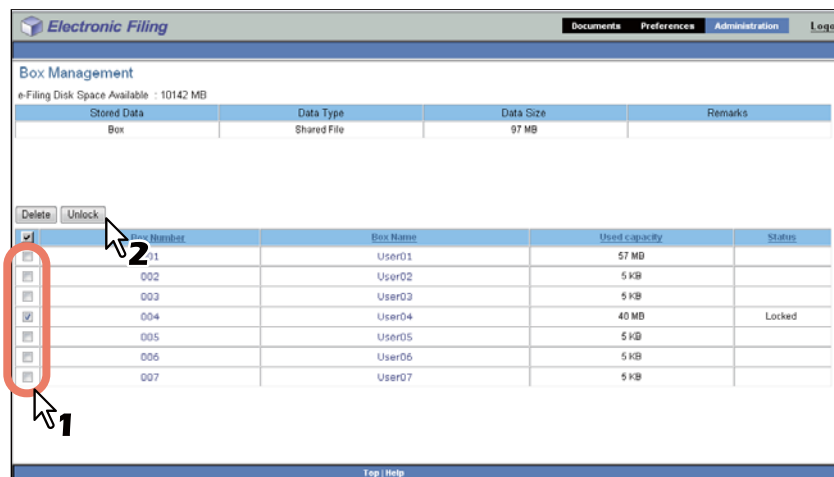 Electronic Filing
Documents Preferences Administration
Box Management
e-Filing Disk Space Available : 10142 MB
Stored Data Data Type Data Size Remarks
Box Shared File 97 MB
Delete Unlock
Box Number Box Name Used capacity Status
User01 57 MB
002 User02 5 KB
003 User03 5 KB
004 User04 40 MB Locked
005 User05 5 KB
006 User06 5 KB
007 User07 5 KB
2
1
Top | Help